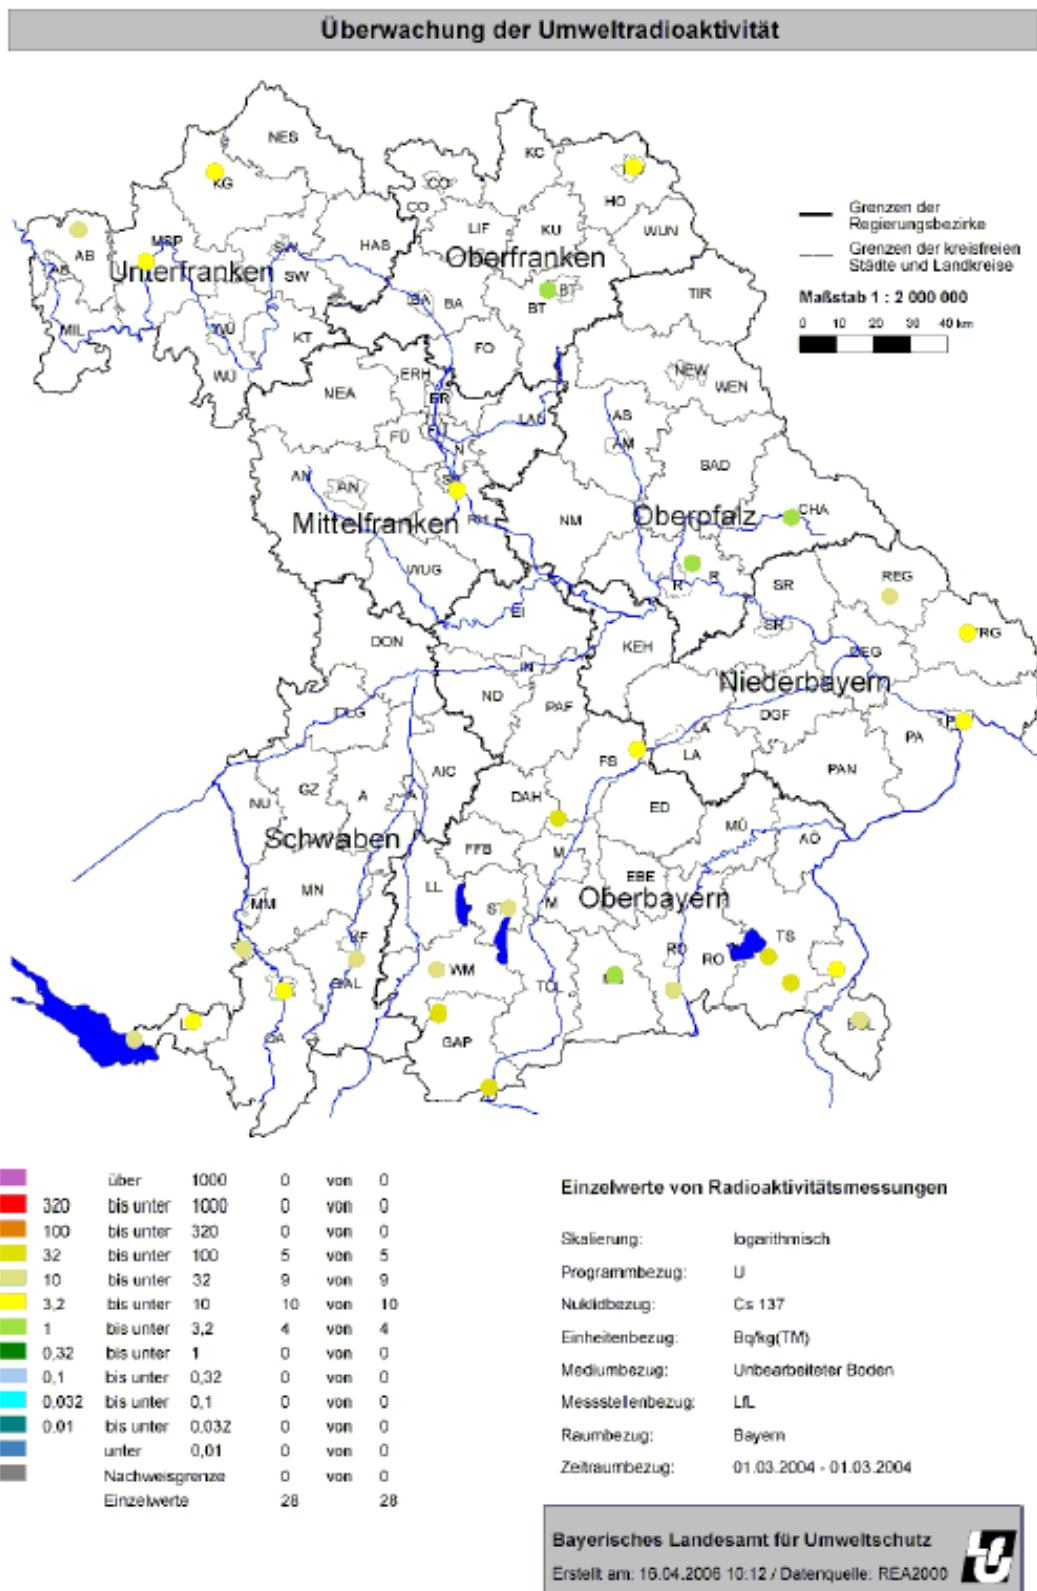 Überwachung der Umweltradioaktivität
NES
KC
KG
CO
HO
CO
LIF
KU
WUN
Grenzen der
Regierungsbezirke
Grenzen der kreisfreien
Städte und Landkreise
MSP
HAS
AB
AB
SW
SW
Unterfranken
Oberfranken
BT
BT
TIR
Maßstab 1 : 2 000 000
0 10 20 30 40 km
MIL
WÜ
KT
BA
BA
FO
WÜ
NEA
ERH
ER
NEW
WEN
LAU
AS
FÜ
FÜ
N
AM
SAD
AN
AN
Mittelfranken
RH
NM
Oberpfalz
CHA
WUG
R
R
SR
REG
EI
SR
FRG
DON
KEH
DEG
IN
ND
Niederbayern
DLG
PAF
DGF
LA
PA
FS
LA
AIC
PAN
NU
GZ
A
A
DAH
ED
MÜ
AÖ
Schwaben
FFB
M
EBE
MN
LL
M
Oberbayern
MM
KF
TS
RO
RO
WM
OAL
TÖL
OA
GAP
über 1000 0 von 0
320 bis unter 1000 0 von 0
100 bis unter 320 0 von 0
32 bis unter 100 5 von 5
10 bis unter 32 9 von 9
3,2 bis unter 10 10 von 10
1 bis unter 3,2 4 von 4
0,32 bis unter 1 0 von 0
0,1 bis unter 0,32 0 von 0
0,032 bis unter 0,1 0 von 0
0.01 bis unter 0.032 0 von 0
unter 0,01 0 von 0
Nachweisgrenze 0 von 0
Einzelwerte 28 28
Einzelwerte von Radioaktivitätsmessungen
Skalierung: logarithmisch
Programmbezug: U
Nuklidbezug: Cs 137
Einheitenbezug: Bq/kg(TM)
Mediumbezug: Unbearbeiteter Boden
Messstellenbezug: LfL
Raumbezug: Bayern
Zeitraumbezug: 01.03.2004 - 01.03.2004
Bayerisches Landesamt für Umweltschutz
Erstellt am: 16.04.2006 10:12 / Datenquelle: REA2000
LfU